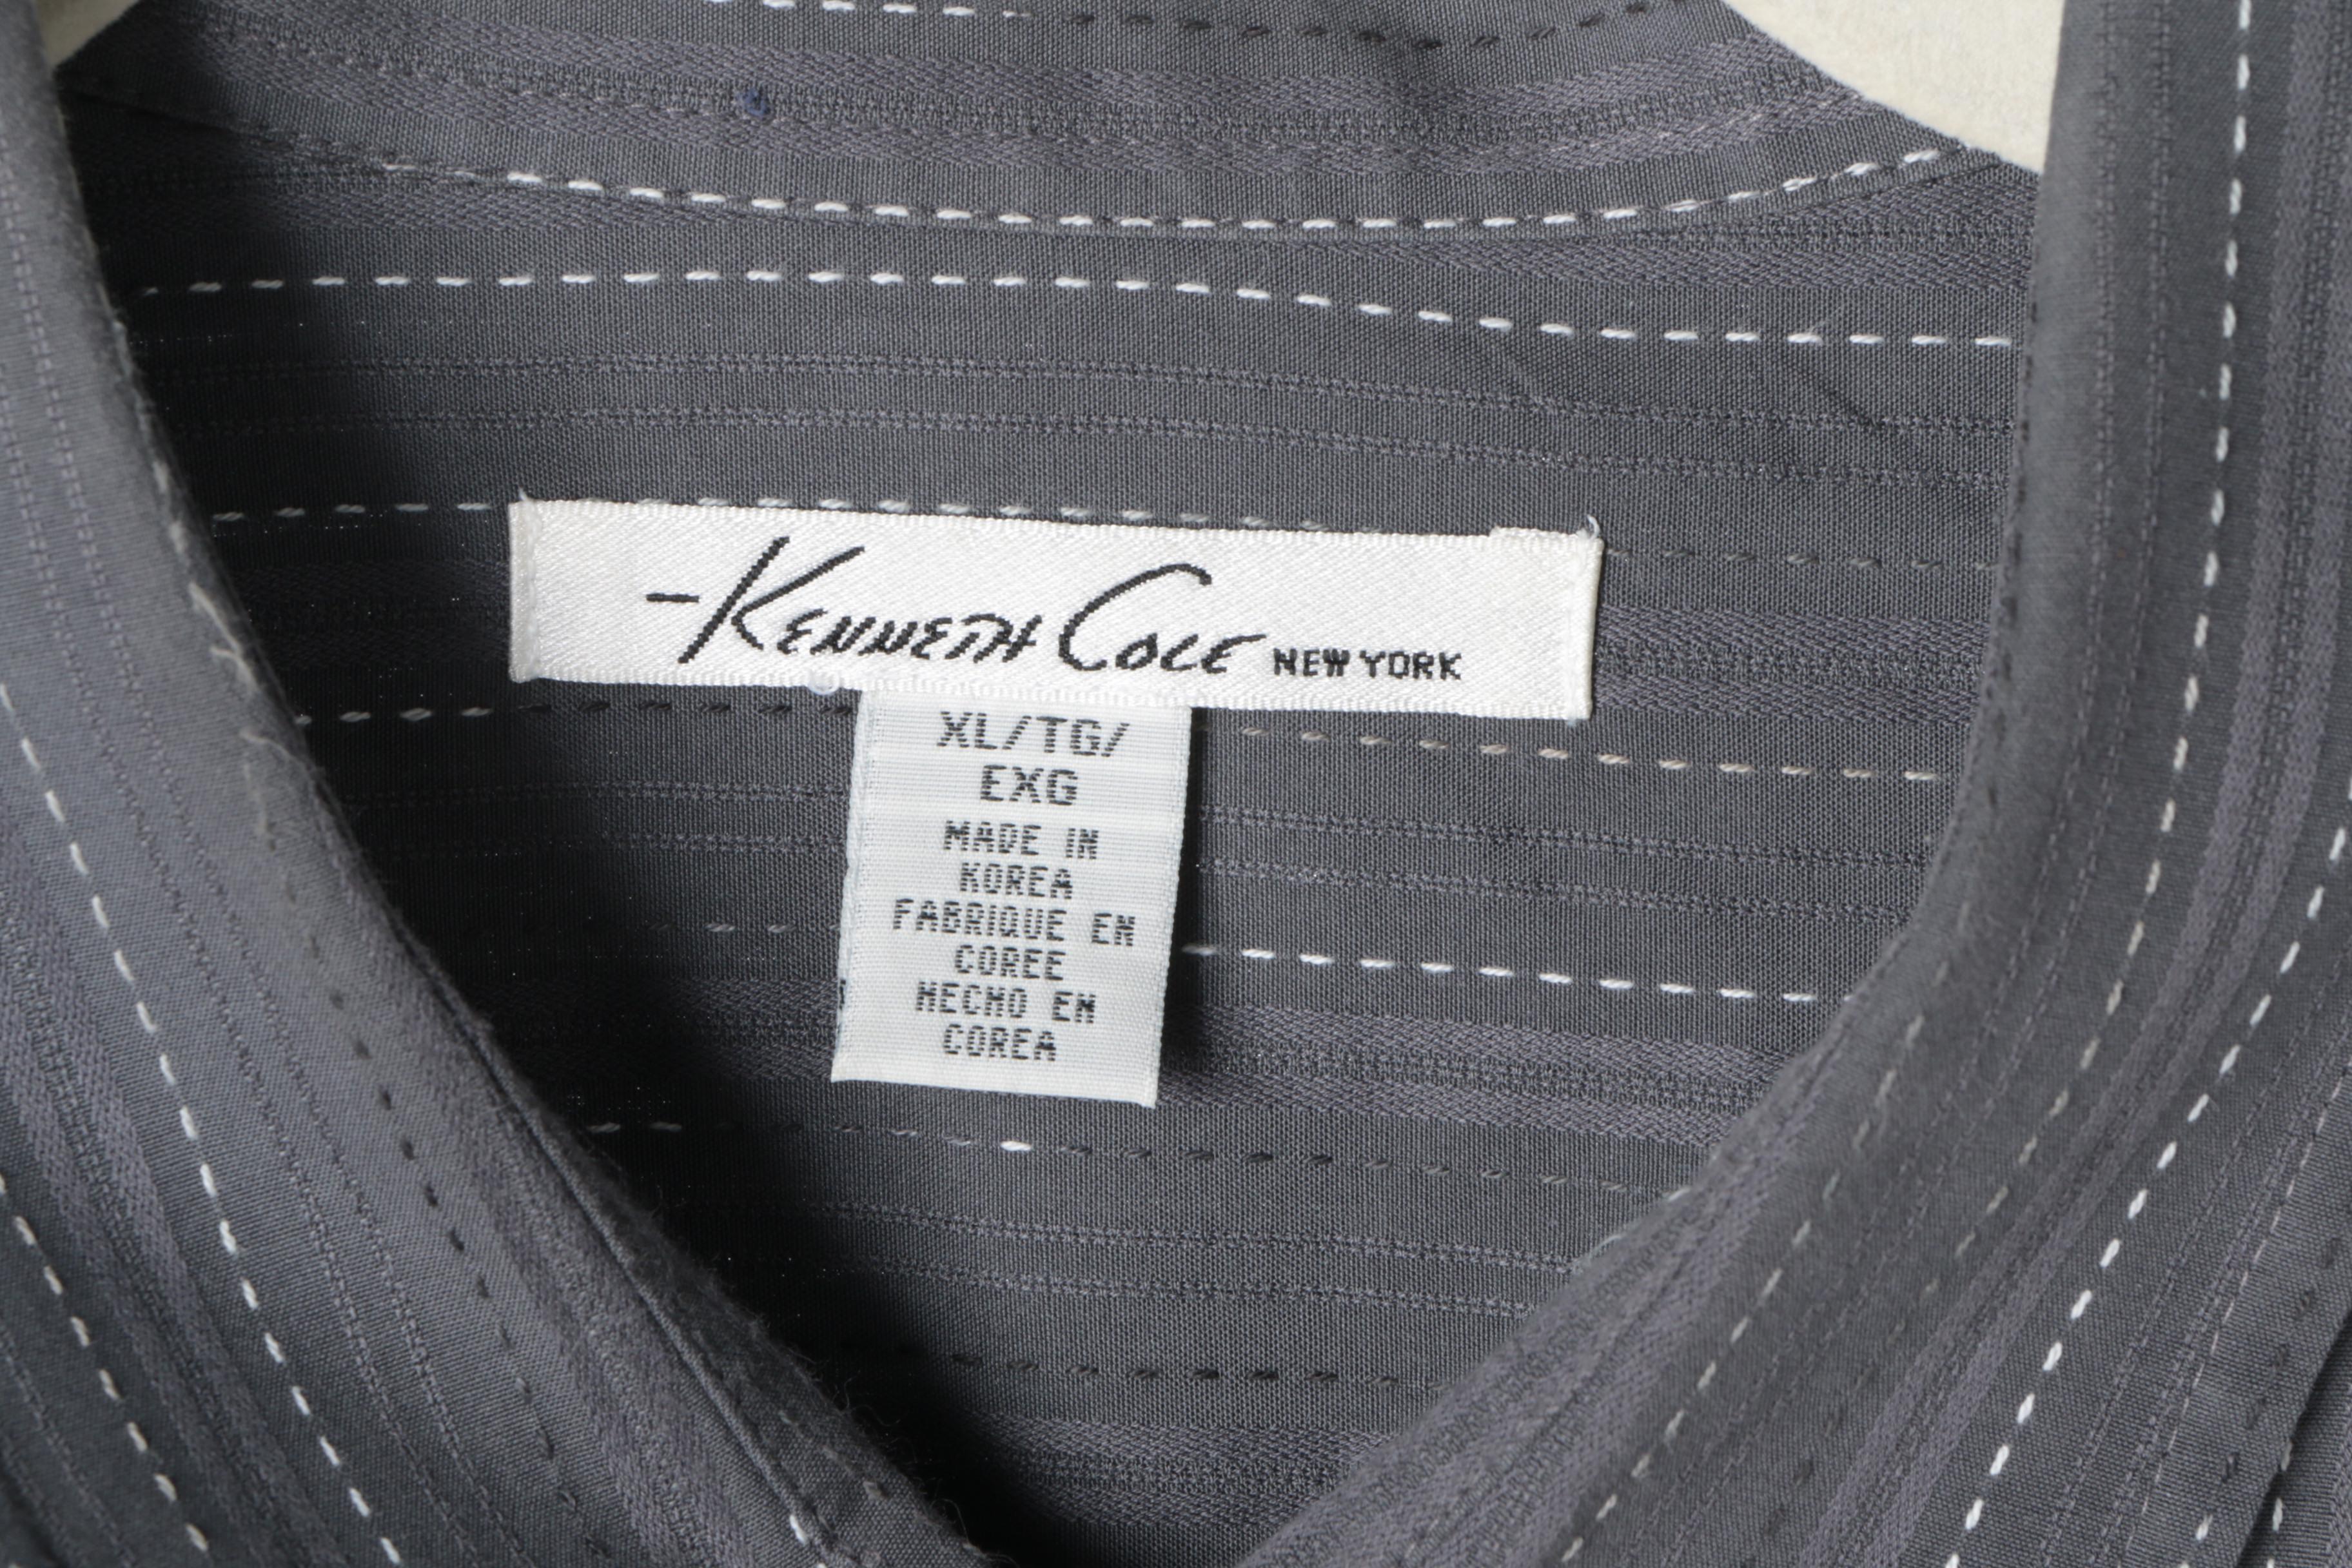 -KENNETH COLE NEW YORK
XL/TG/
EXG
MADE IN
KOREA
FABRIQUE EN
COREE
HECHO EN
COREA